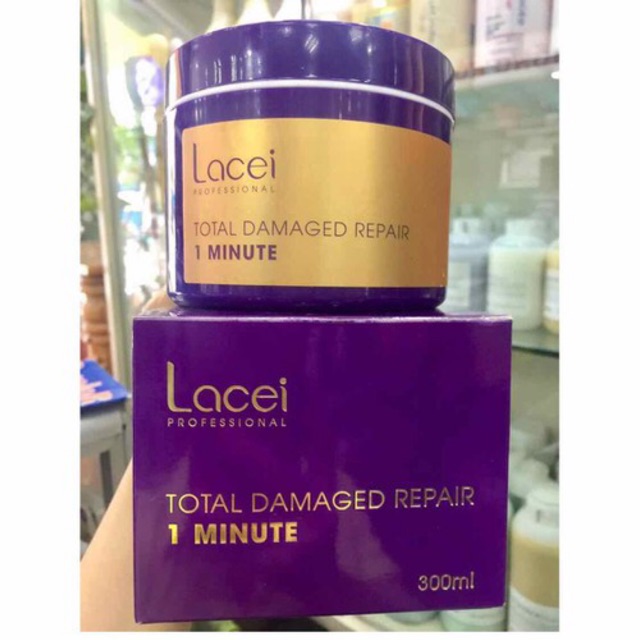 Lacei
PROFESSIONAL
TOTAL DAMAGED REPAIR
1 MINUTE
Lacei
PROFESSIONAL
TOTAL DAMAGED REPAIR
1 MINUTE
300ml